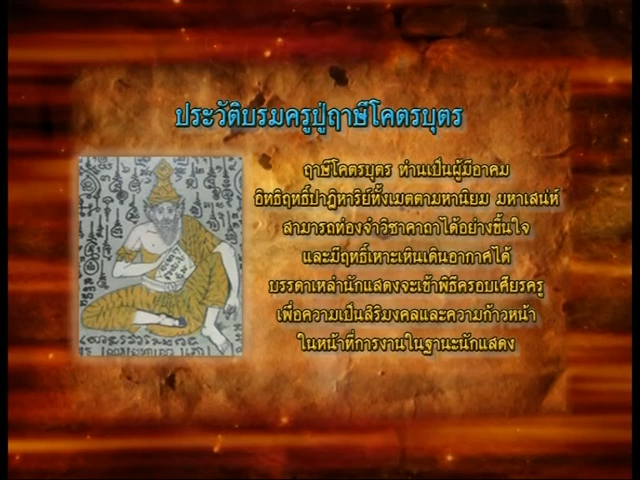 ประวัติบรมครูปู่ฤาษีโคตรบุตร
ฤาษีโคตรบุตร ท่านเป็นผู้มีอาคม
อิทธิฤทธิ์ปาฏิหาริย์ทั้งเมตตามหานิยม มหาเสน่ห์
สามารถท่องจำวิชาคาถาได้อย่างขึ้นใจ
และมีฤทธิ์เหาะเหินเดินอากาศได้
บรรดาเหล่านักแสดงจะเข้าพิธีครอบเศียรครู
เพื่อความเป็นสิริมงคลและความก้าวหน้า
ในหน้าที่การงานในฐานะนักแสดง